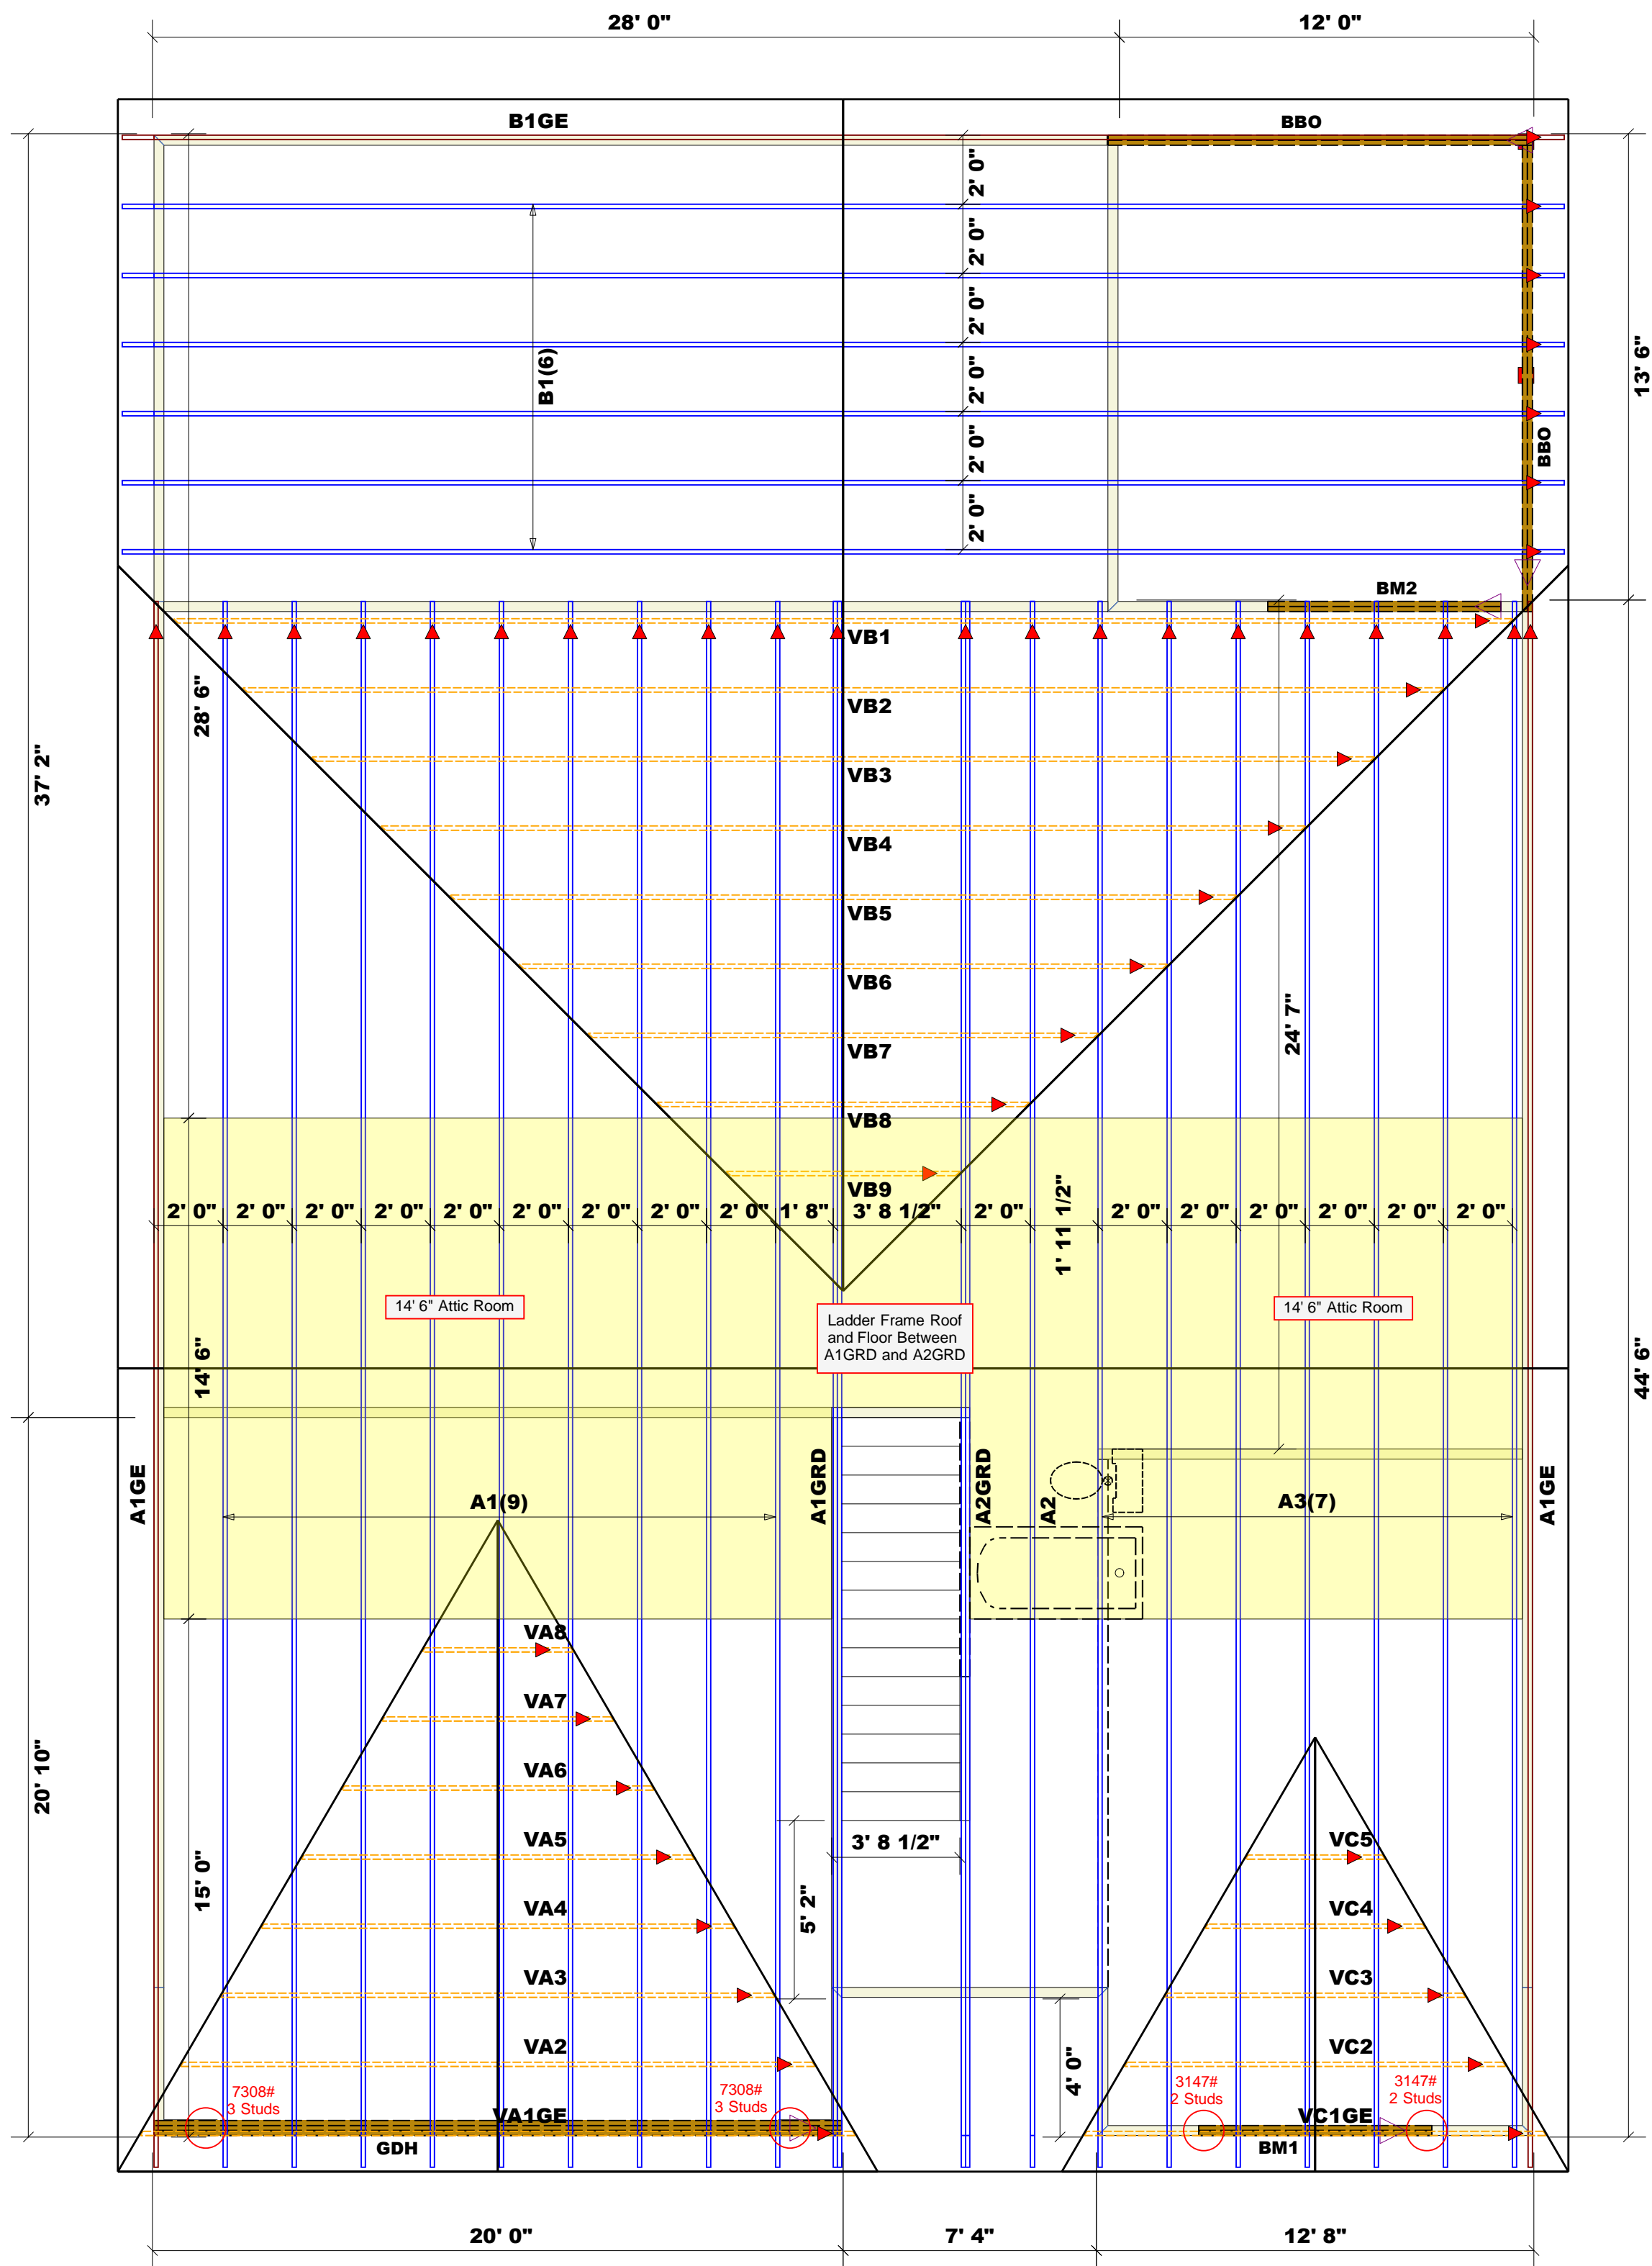 28' 0"
12' 0"
B1GE
BBO
2' 0"
2' 0"
2' 0"
2' 0"
2' 0"
2' 0"
B1(6)
13' 6"
BBO
BM2
VB1
28' 6"
VB2
37' 2"
VB3
VB4
VB5
VB6
24' 7"
VB7
VB8
VB9
1' 11 1/2"
2' 0"
2' 0"
2' 0"
2' 0"
2' 0"
2' 0"
2' 0"
2' 0"
2' 0"
1' 8"
3' 8 1/2"
2' 0"
2' 0"
2' 0"
2' 0"
2' 0"
2' 0"
2' 0"
14' 6" Attic Room
Ladder Frame Roof
and Floor Between
A1GRD and A2GRD
14' 6" Attic Room
14' 6"
44' 6"
A1GE
A1(9)
A1GRD
A2GRD
A2
A3(7)
A1GE
VA8
VA7
VA6
20' 10"
VA5
3' 8 1/2"
VC5
15' 0"
VA4
5' 2"
VC4
VA3
VC3
VA2
4' 0"
VC2
7308#
3 Studs
7308#
3 Studs
3147#
2 Studs
3147#
2 Studs
VA1GE
VC1GE
GDH
BM1
20' 0"
7' 4"
12' 8"